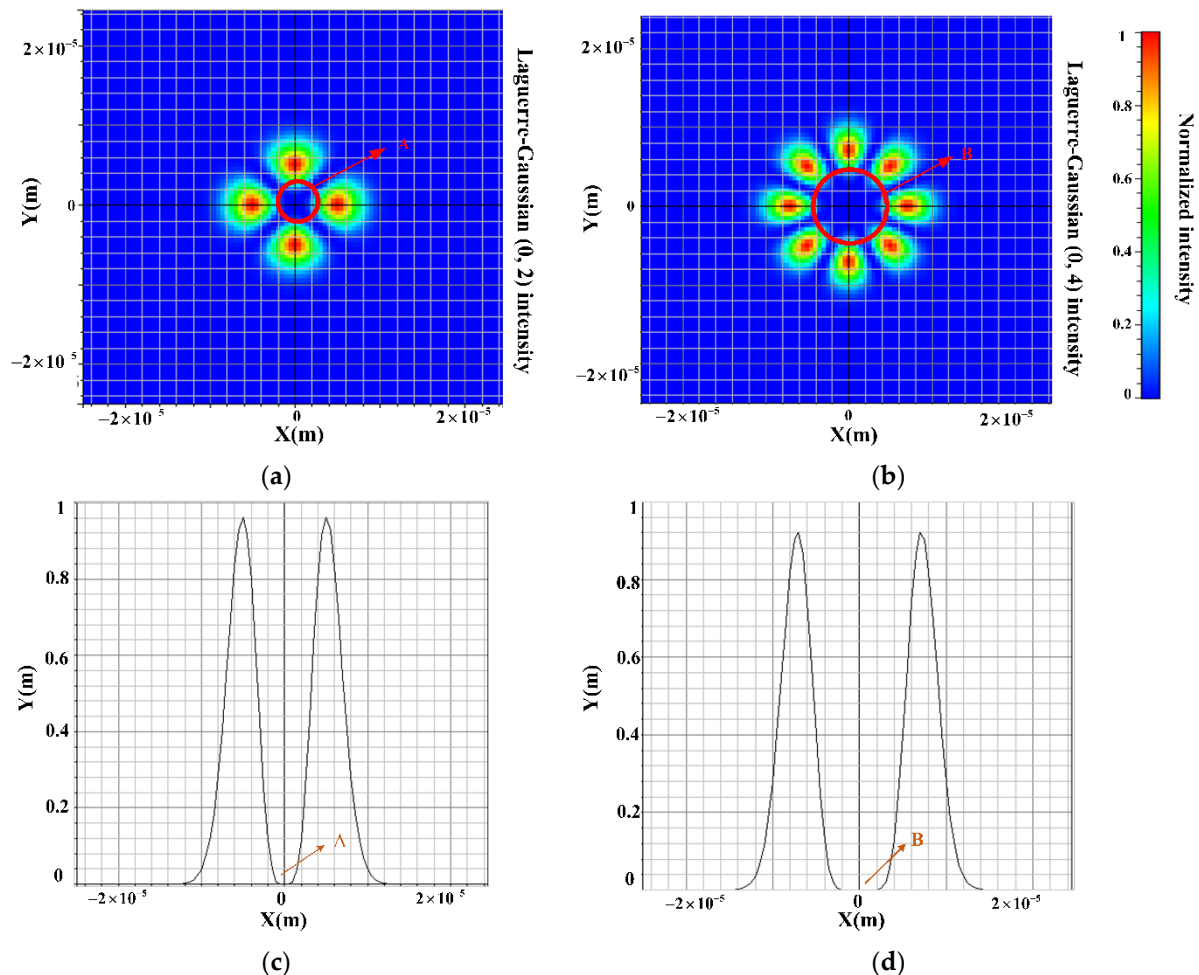 2×10⁻⁵
0
−2×10⁻⁵
Y(m)
A
−2×10 5
0
2×10⁻⁵
X(m)
Laguerre-Gaussian (0, 2) intensity
(a)
2×10⁻⁵
0
−2×10⁻⁵
Y(m)
B
−2×10⁻⁵
0
2×10⁻⁵
X(m)
Laguerre-Gaussian (0, 4) intensity
(b)
1
0.8
0.6
0.4
0.2
0
Normalized intensity
1
0.8
0.6
0.4
0.2
0
Y(m)
A
−2×10⁻⁵
0
2×10⁻⁵
X(m)
(c)
1
0.8
0.6
0.4
0.2
0
Y(m)
B
−2×10⁻⁵
0
2×10⁻⁵
X(m)
(d)